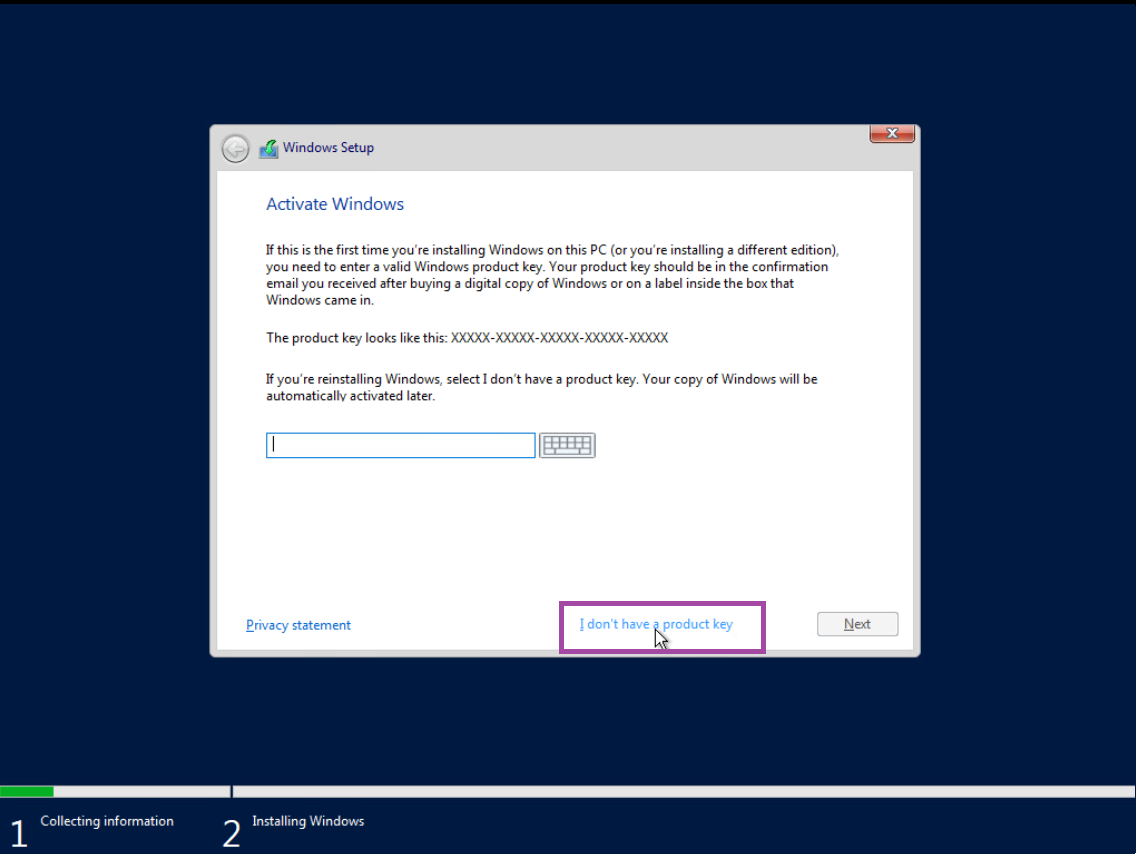 Windows Setup
Activate Windows
If this is the first time you're installing Windows on this PC (or you're installing a different edition),
you need to enter a valid Windows product key. Your product key should be in the confirmation
email you received after buying a digital copy of Windows or on a label inside the box that
Windows came in.
The product key looks like this: XXXXX-XXXXX-XXXXX-XXXXX-XXXXX
If you're reinstalling Windows, select I don't have a product key. Your copy of Windows will be
automatically activated later.
Privacy statement
I don't have a product key
Next
1 Collecting information
2 Installing Windows